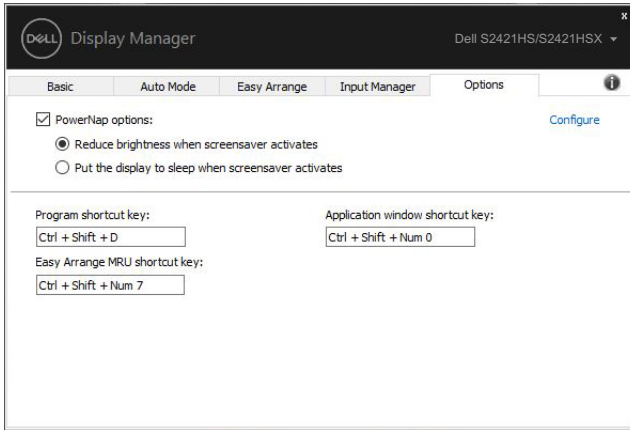 DELL Display Manager
x
Dell S2421HS/S2421HSX
Basic Auto Mode Easy Arrange Input Manager Options i
PowerNap options: Configure
Reduce brightness when screensaver activates
Put the display to sleep when screensaver activates
Program shortcut key: Application window shortcut key:
Ctrl + Shift + D Ctrl + Shift + Num 0
Easy Arrange MRU shortcut key:
Ctrl + Shift + Num 7